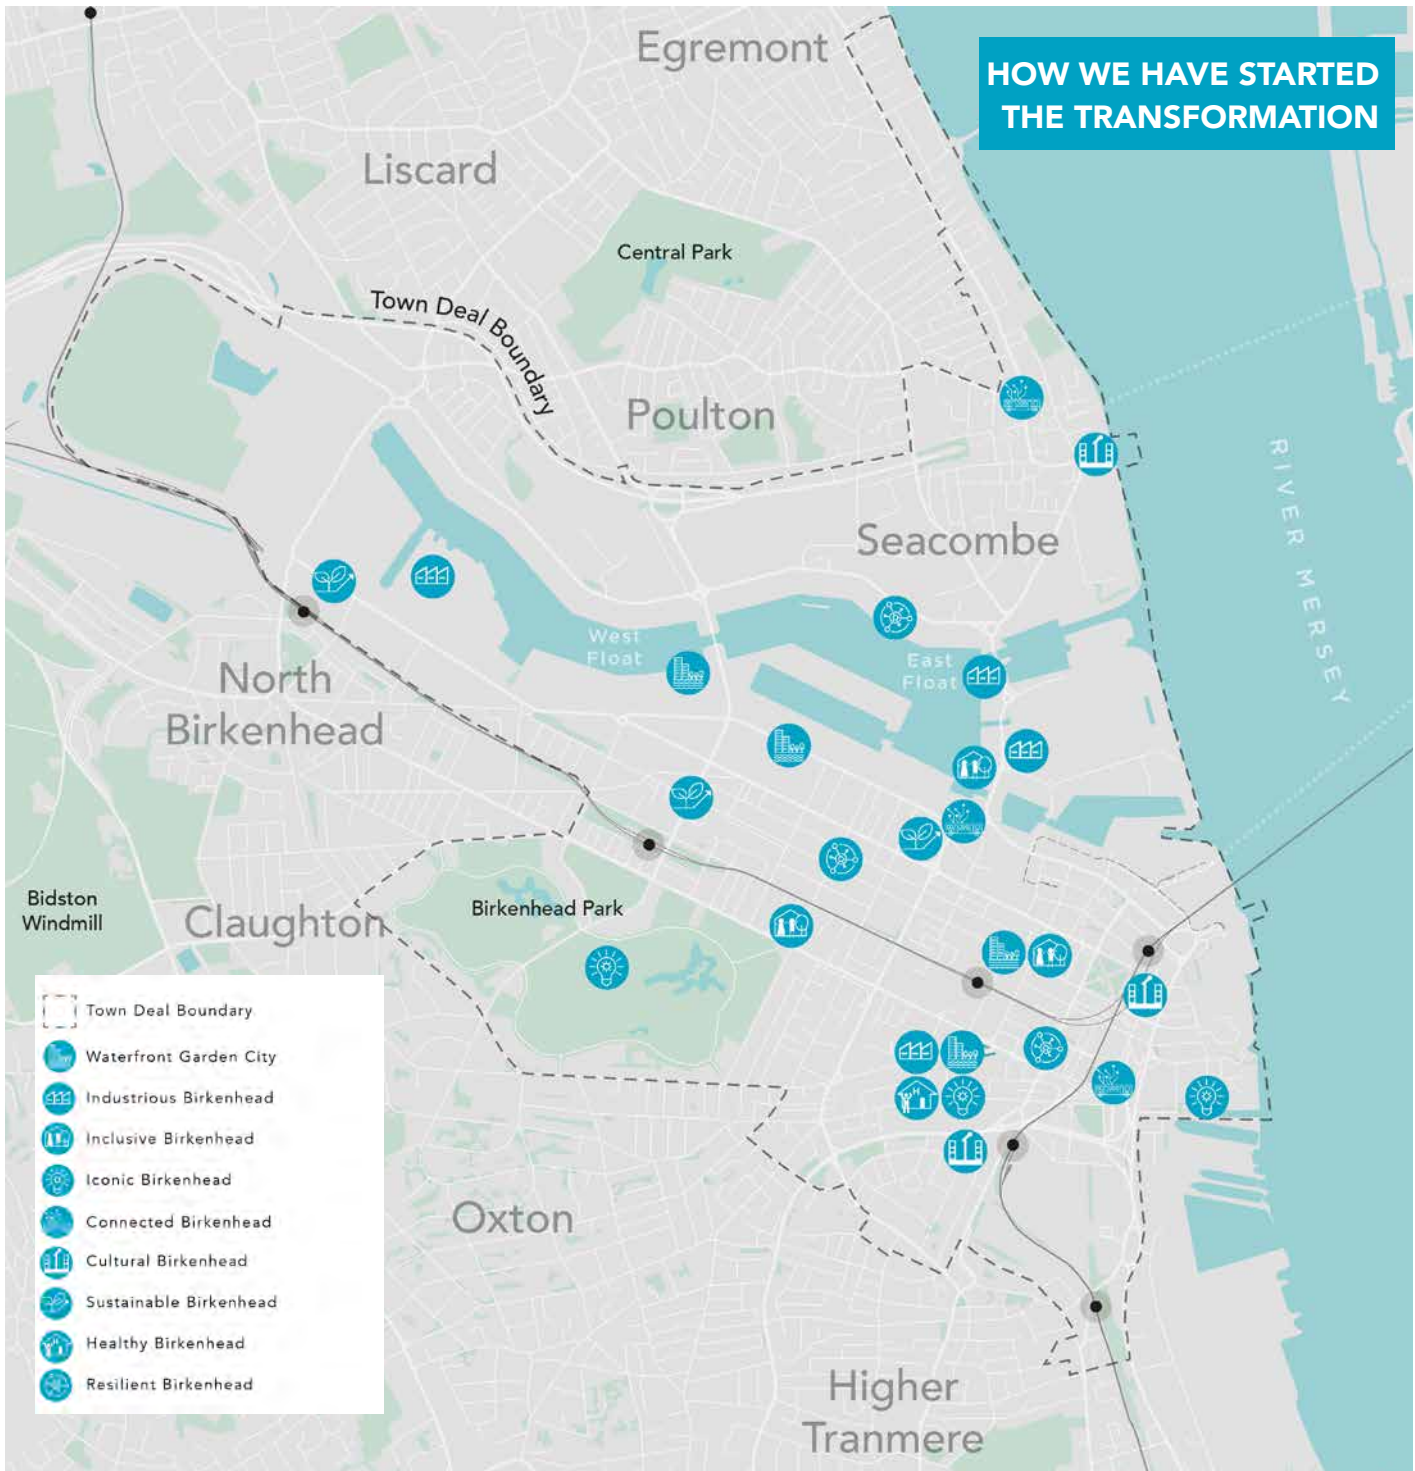 HOW WE HAVE STARTED
THE TRANSFORMATION
Egremont
Liscard
Central Park
Town Deal Boundary
Poulton
RIVER MERSEY
Seacombe
West
Float
East
Float
North
Birkenhead
Bidston
Windmill
Claughton
Birkenhead Park
Town Deal Boundary
Waterfront Garden City
Industrious Birkenhead
Inclusive Birkenhead
Iconic Birkenhead
Connected Birkenhead
Cultural Birkenhead
Sustainable Birkenhead
Healthy Birkenhead
Resilient Birkenhead
Oxton
Higher
Tranmere